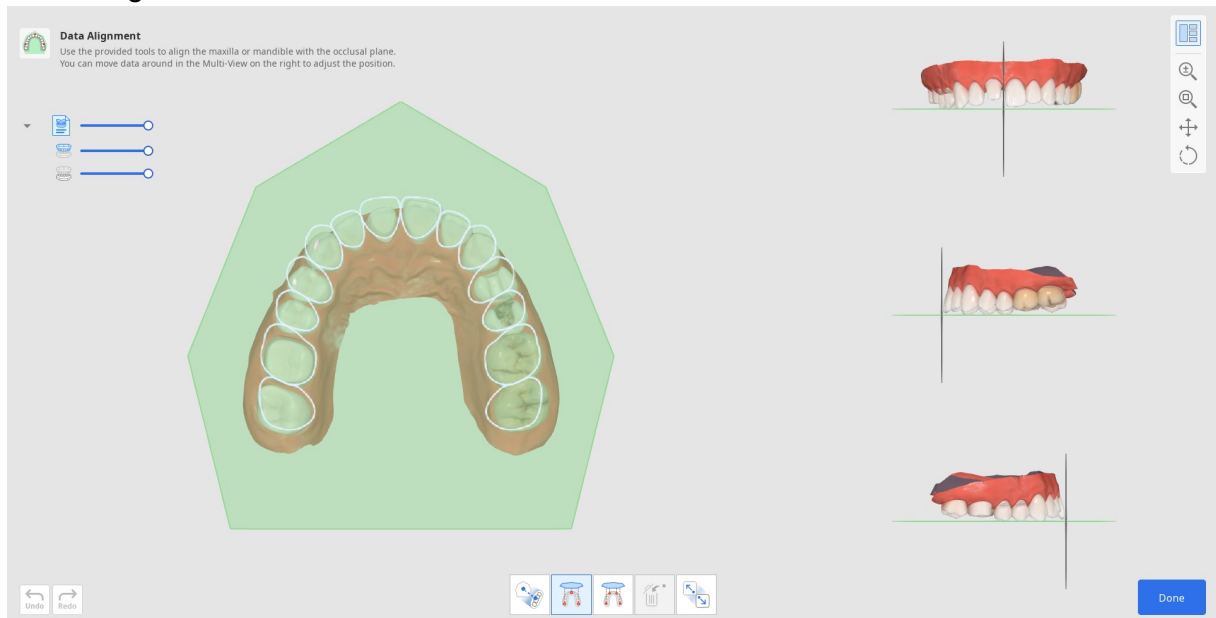 Data Alignment
Use the provided tools to align the maxilla or mandible with the occlusal plane.
You can move data around in the Multi-View on the right to adjust the position.
Undo
Redo
Done